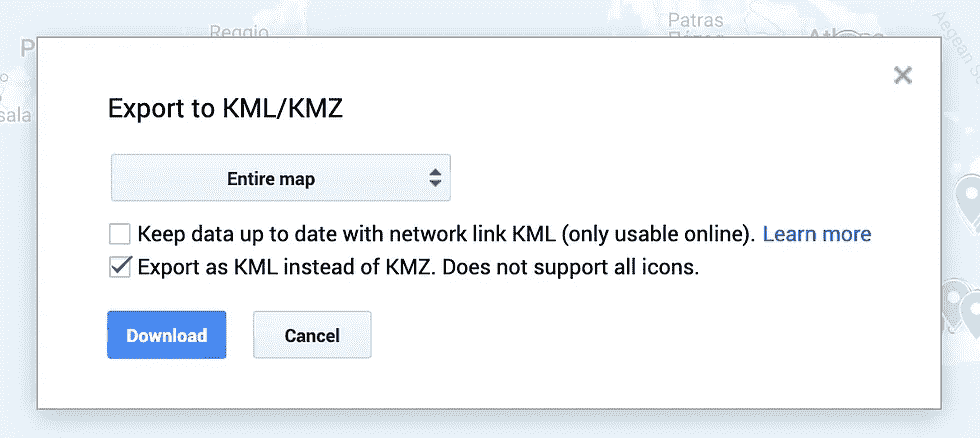 Reggio
Patras
Export to KML/KMZ
Entire map
Keep data up to date with network link KML (only usable online). Learn more
Export as KML instead of KMZ. Does not support all icons.
Download
Cancel